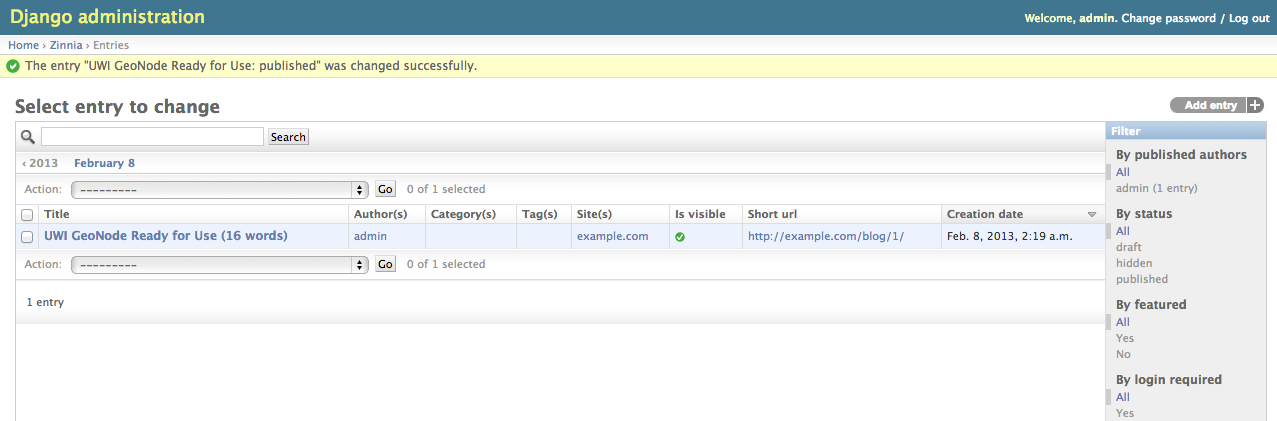 Django administration
Welcome, admin. Change password / Log out
Home › Zinnia › Entries
The entry "UWI GeoNode Ready for Use: published" was changed successfully.
Select entry to change
Add entry +
Search
‹ 2013 February 8
Action: --------- Go 0 of 1 selected
Title Author(s) Category(s) Tag(s) Site(s) Is visible Short url Creation date
UWI GeoNode Ready for Use (16 words) admin example.com http://example.com/blog/1/ Feb. 8, 2013, 2:19 a.m.
Action: --------- Go 0 of 1 selected
1 entry
Filter
By published authors
All
admin (1 entry)
By status
All
draft
hidden
published
By featured
All
Yes
No
By login required
All
Yes